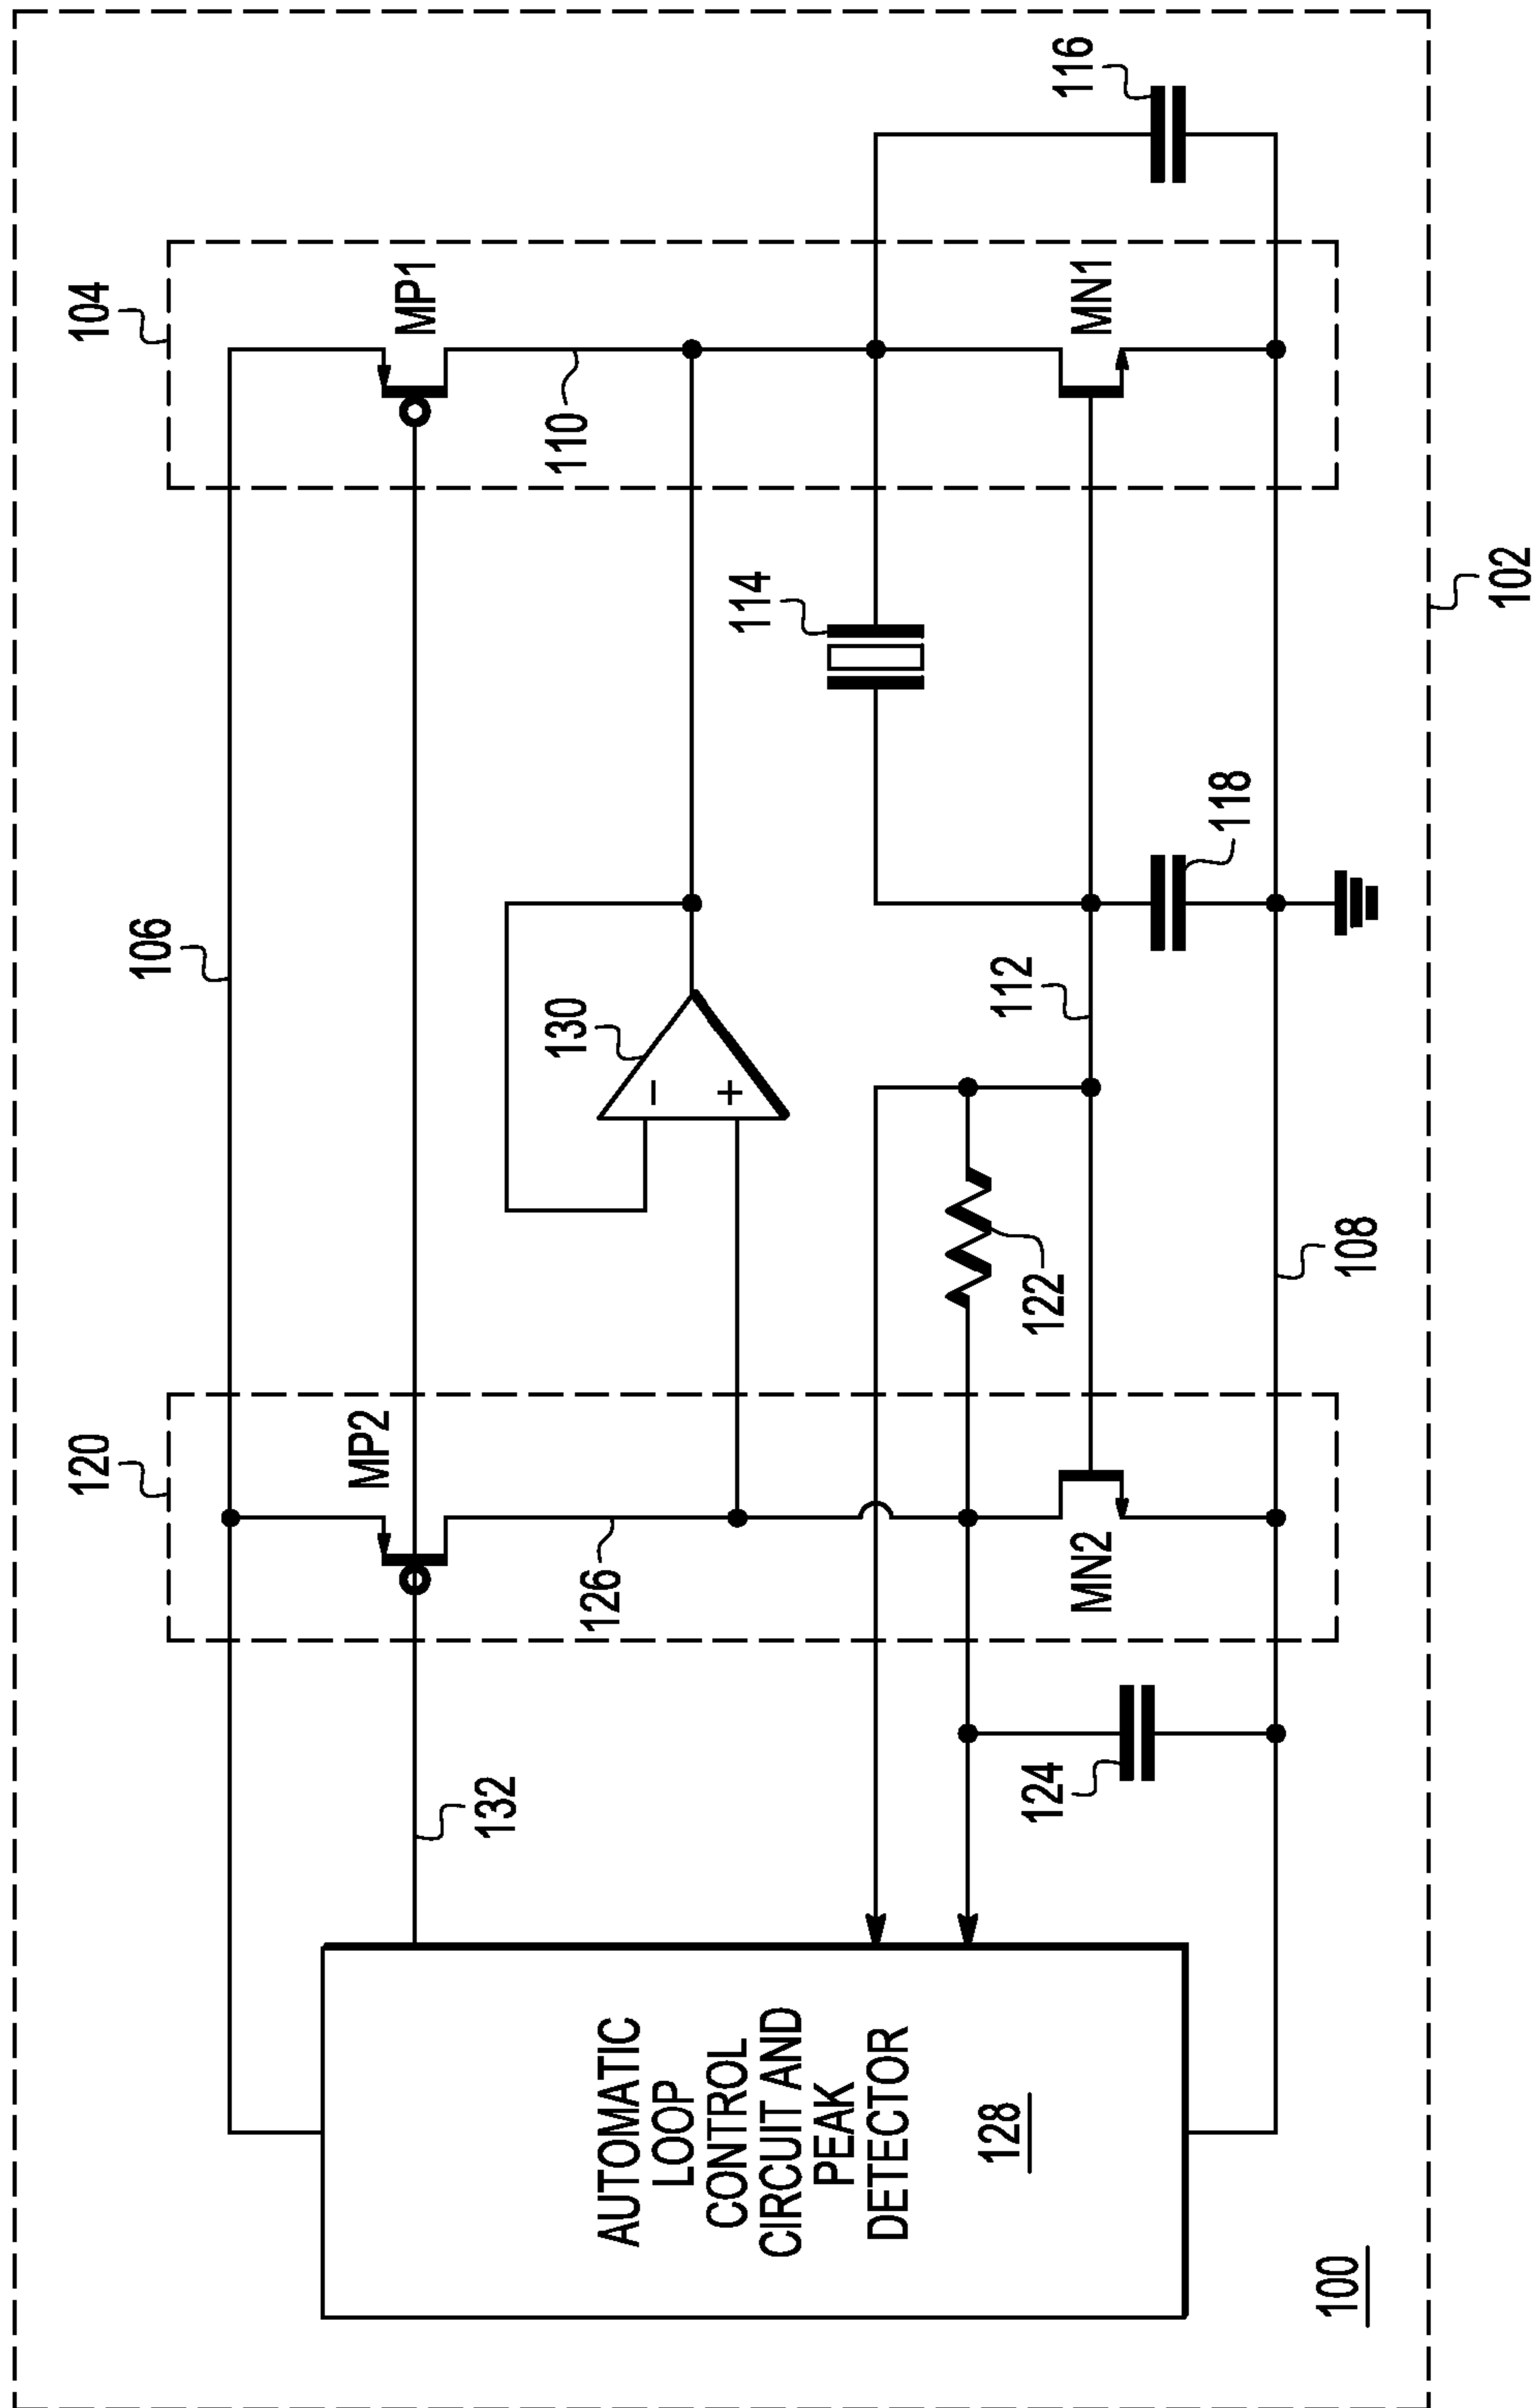 100
AUTOMATIC
LOOP
CONTROL
CIRCUIT AND
PEAK
DETECTOR
128
132
124
120
MP2
126
MN2
106
130
−
+
122
112
108
118
114
104
MP1
110
MN1
116
102